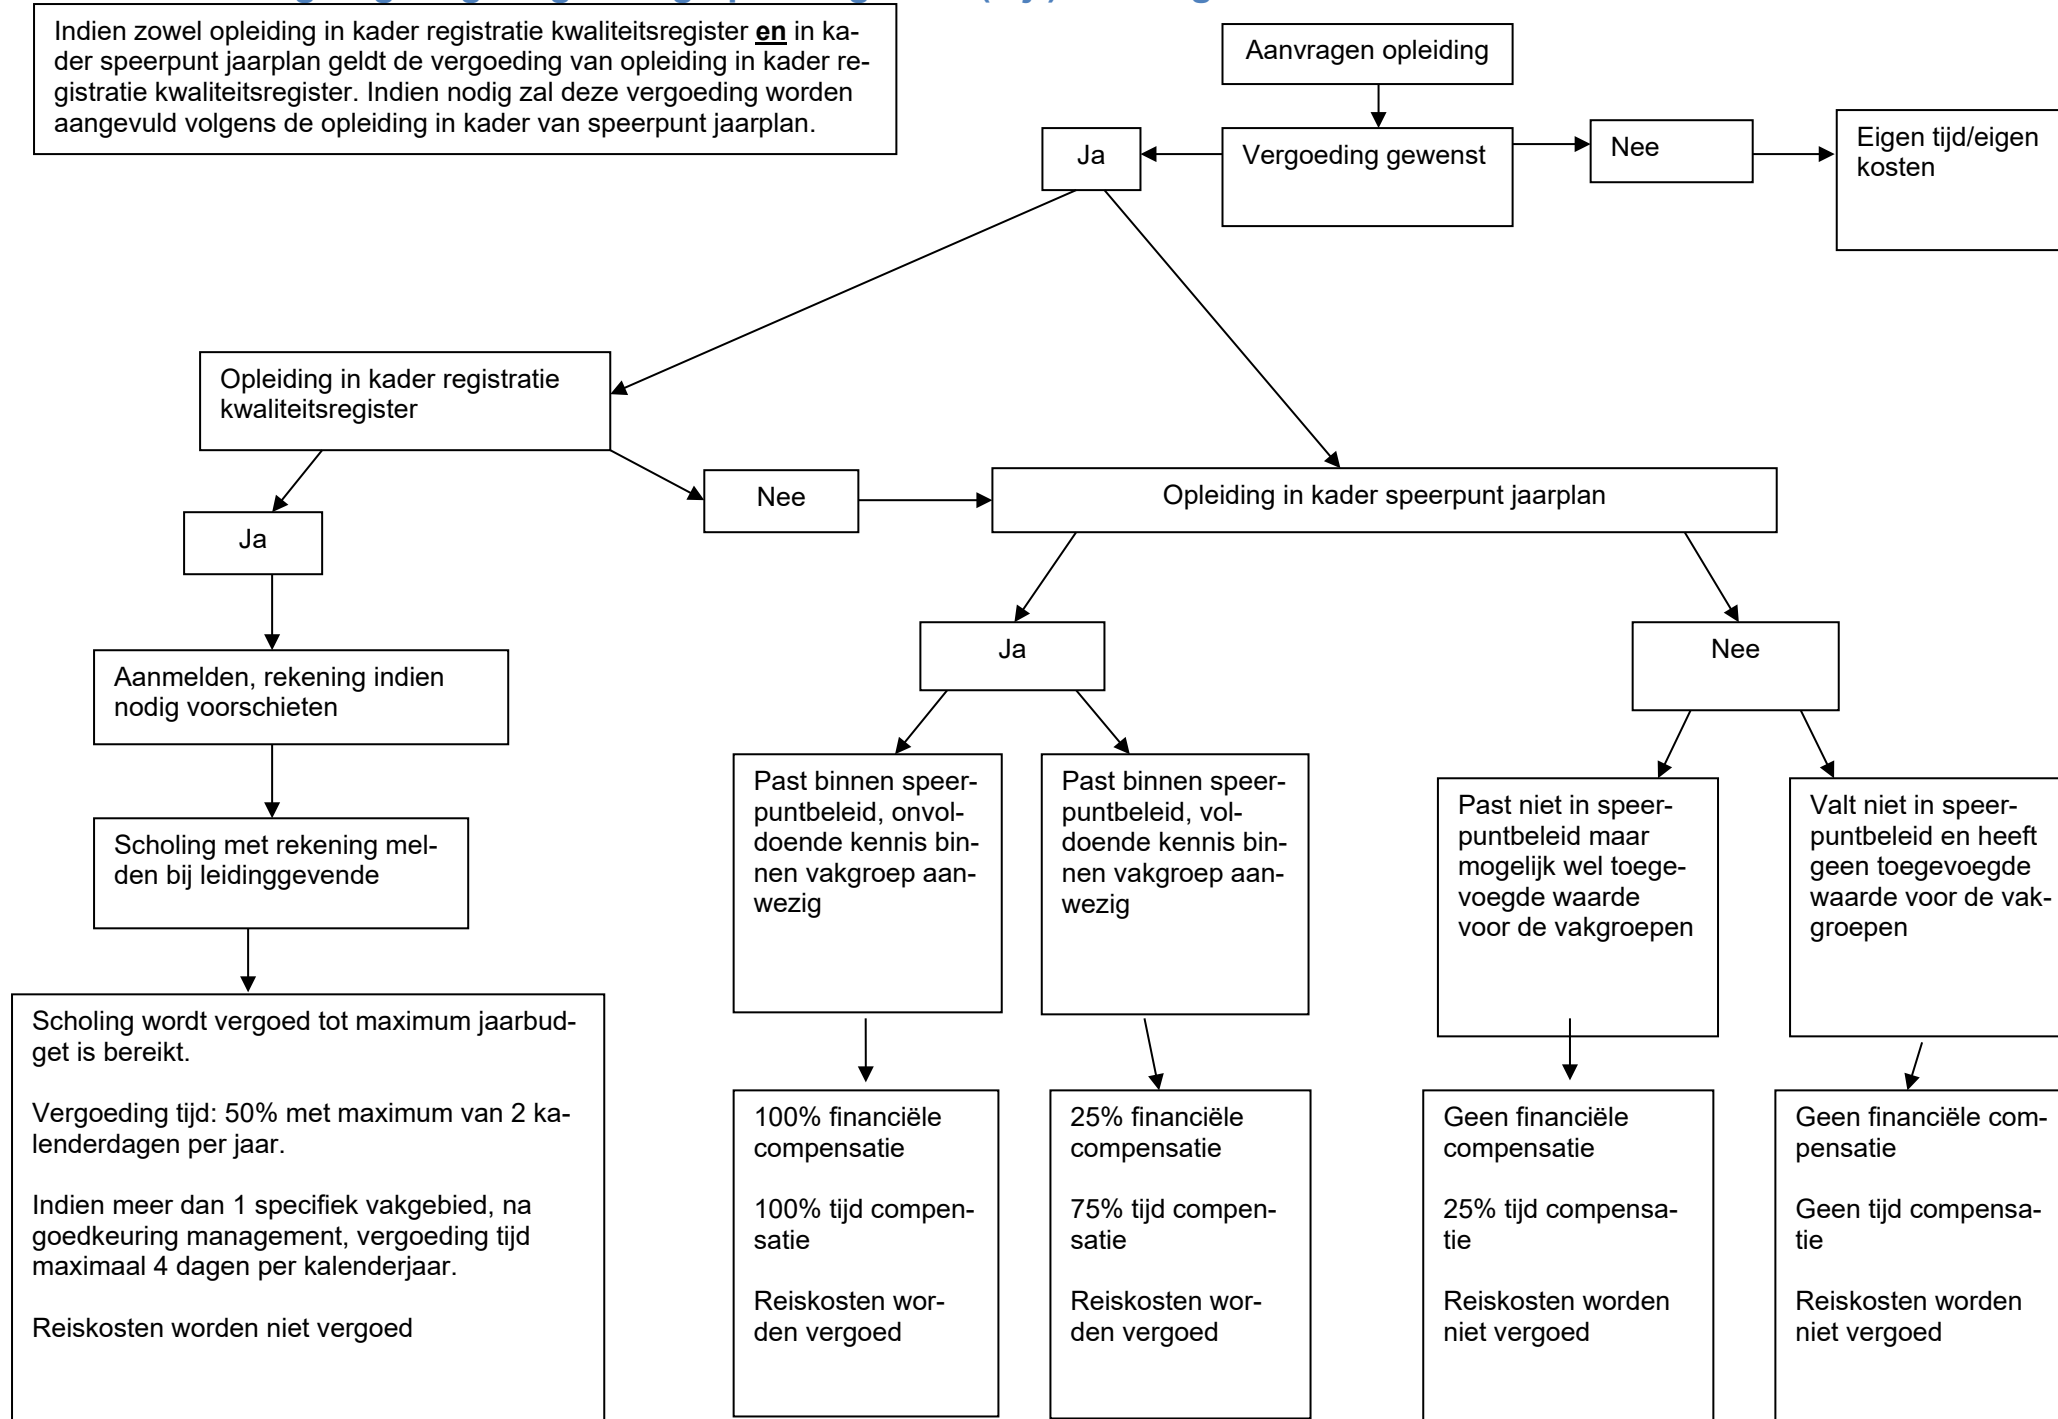 Indien zowel opleiding in kader registratie kwaliteitsregister en in ka-
der speerpunt jaarplan geldt de vergoeding van opleiding in kader re-
gistratie kwaliteitsregister. Indien nodig zal deze vergoeding worden
aangevuld volgens de opleiding in kader van speerpunt jaarplan.
Aanvragen opleiding
Ja
Vergoeding gewenst
Nee
Eigen tijd/eigen
kosten
Opleiding in kader registratie
kwaliteitsregister
Nee
Opleiding in kader speerpunt jaarplan
Ja
Ja
Nee
Aanmelden, rekening indien
nodig voorschieten
Scholing met rekening mel-
den bij leidinggevende
Past binnen speer-
puntbeleid, onvol-
doende kennis bin-
nen vakgroep aan-
wezig
Past binnen speer-
puntbeleid, vol-
doende kennis bin-
nen vakgroep aan-
wezig
Past niet in speer-
puntbeleid maar
mogelijk wel toege-
voegde waarde
voor de vakgroepen
Valt niet in speer-
puntbeleid en heeft
geen toegevoegde
waarde voor de vak-
groepen
Scholing wordt vergoed tot maximum jaarbud-
get is bereikt.
Vergoeding tijd: 50% met maximum van 2 ka-
lenderdagen per jaar.
Indien meer dan 1 specifiek vakgebied, na
goedkeuring management, vergoeding tijd
maximaal 4 dagen per kalenderjaar.
Reiskosten worden niet vergoed
100% financiële
compensatie
100% tijd compen-
satie
Reiskosten wor-
den vergoed
25% financiële
compensatie
75% tijd compen-
satie
Reiskosten wor-
den vergoed
Geen financiële
compensatie
25% tijd compensa-
tie
Reiskosten worden
niet vergoed
Geen financiële com-
pensatie
Geen tijd compensa-
tie
Reiskosten worden
niet vergoed